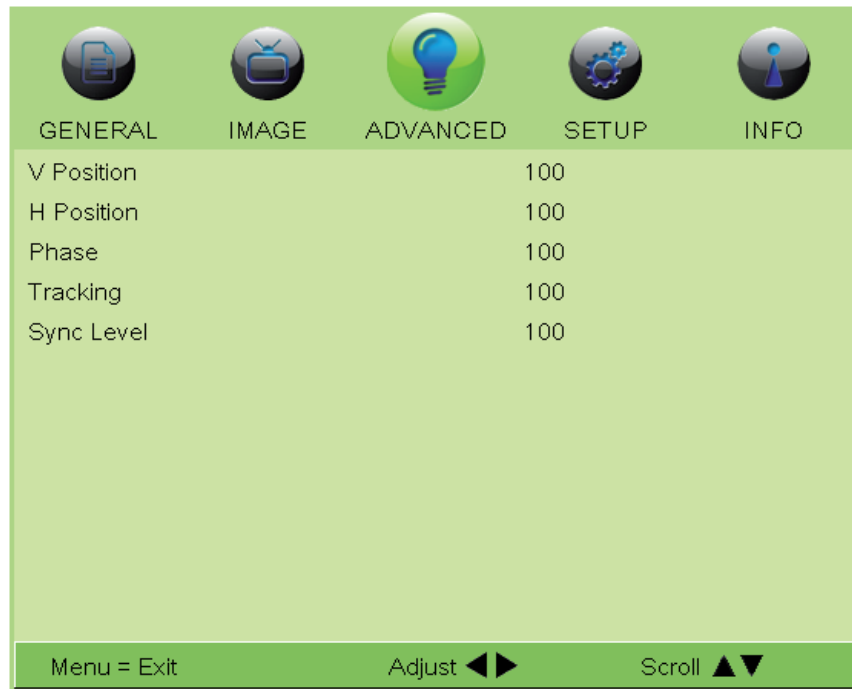 GENERAL IMAGE ADVANCED SETUP INFO
V Position 100
H Position 100
Phase 100
Tracking 100
Sync Level 100
Menu = Exit Adjust ◀▶ Scroll ▲▼